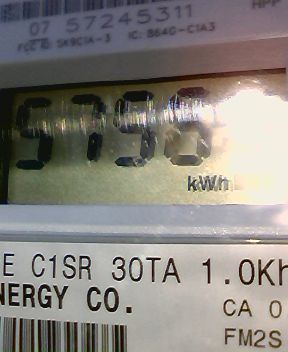 HPP
07 57245311
FCC ID: SK9C1A-3 IC: 864G-C1A3
kWh
E C1SR 30TA 1.0Kh
NERGY CO.
CA 0
FM2S